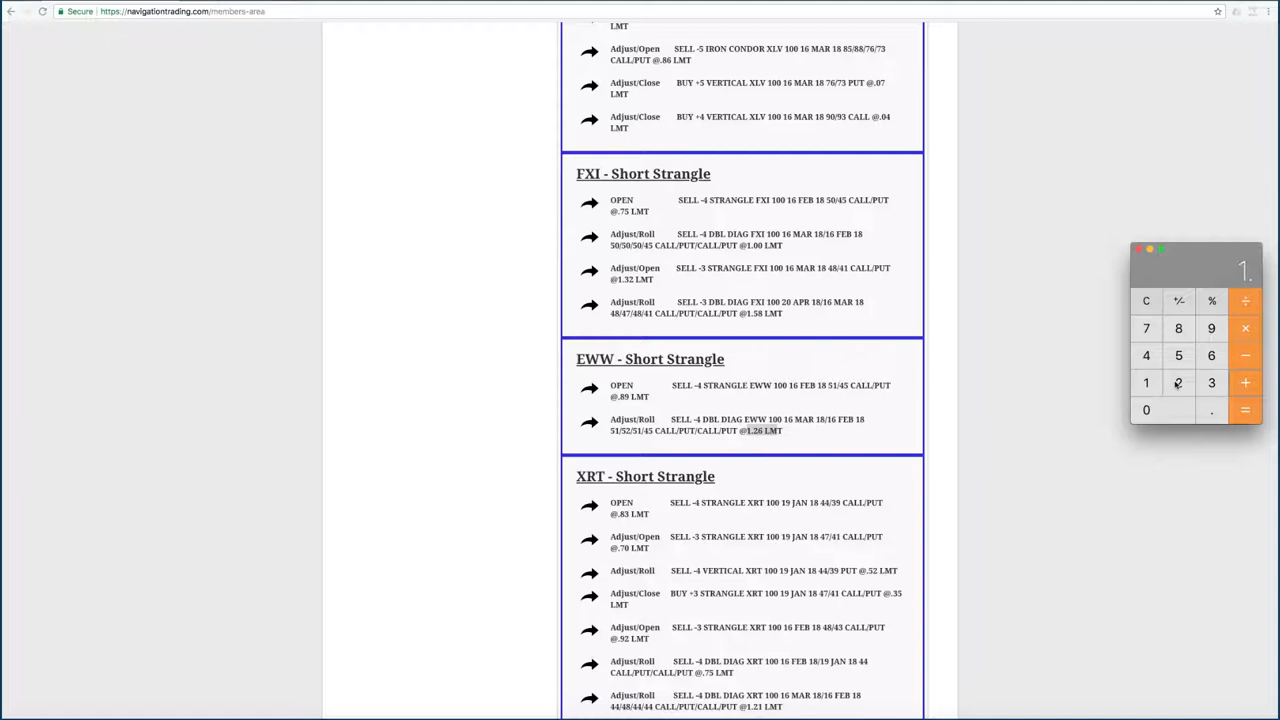 Secure
https://navigationtrading.com/members-area
LMT
Adjust/Open SELL -5 IRON CONDOR XLV 100 16 MAR 18 85/88/76/73
CALL/PUT @.86 LMT
Adjust/Close BUY +5 VERTICAL XLV 100 16 MAR 18 76/73 PUT @.07
LMT
Adjust/Close BUY +4 VERTICAL XLV 100 16 MAR 18 90/93 CALL @.04
LMT
FXI - Short Strangle
OPEN SELL -4 STRANGLE FXI 100 16 FEB 18 50/45 CALL/PUT
@.75 LMT
Adjust/Roll SELL -4 DBL DIAG FXI 100 16 MAR 18/16 FEB 18
50/50/50/45 CALL/PUT/CALL/PUT @1.00 LMT
Adjust/Open SELL -3 STRANGLE FXI 100 16 MAR 18 48/41 CALL/PUT
@1.32 LMT
Adjust/Roll SELL -3 DBL DIAG FXI 100 20 APR 18/16 MAR 18
48/47/48/41 CALL/PUT/CALL/PUT @1.58 LMT
EWW - Short Strangle
OPEN SELL -4 STRANGLE EWW 100 16 FEB 18 51/45 CALL/PUT
@.89 LMT
Adjust/Roll SELL -4 DBL DIAG EWW 100 16 MAR 18/16 FEB 18
51/52/51/45 CALL/PUT/CALL/PUT @1.26 LMT
XRT - Short Strangle
OPEN SELL -4 STRANGLE XRT 100 19 JAN 18 44/39 CALL/PUT
@.83 LMT
Adjust/Open SELL -3 STRANGLE XRT 100 19 JAN 18 47/41 CALL/PUT
@.70 LMT
Adjust/Roll SELL -4 VERTICAL XRT 100 19 JAN 18 44/39 PUT @.52 LMT
Adjust/Close BUY +3 STRANGLE XRT 100 19 JAN 18 47/41 CALL/PUT @.35
LMT
Adjust/Open SELL -3 STRANGLE XRT 100 16 FEB 18 48/43 CALL/PUT
@.92 LMT
Adjust/Roll SELL -4 DBL DIAG XRT 100 16 FEB 18/19 JAN 18 44
CALL/PUT/CALL/PUT @.75 LMT
Adjust/Roll SELL -4 DBL DIAG XRT 100 16 MAR 18/16 FEB 18
44/48/44/44 CALL/PUT/CALL/PUT @1.21 LMT
1.
C +/- % ÷
7 8 9 ×
4 5 6 −
1 2 3 +
0 . =